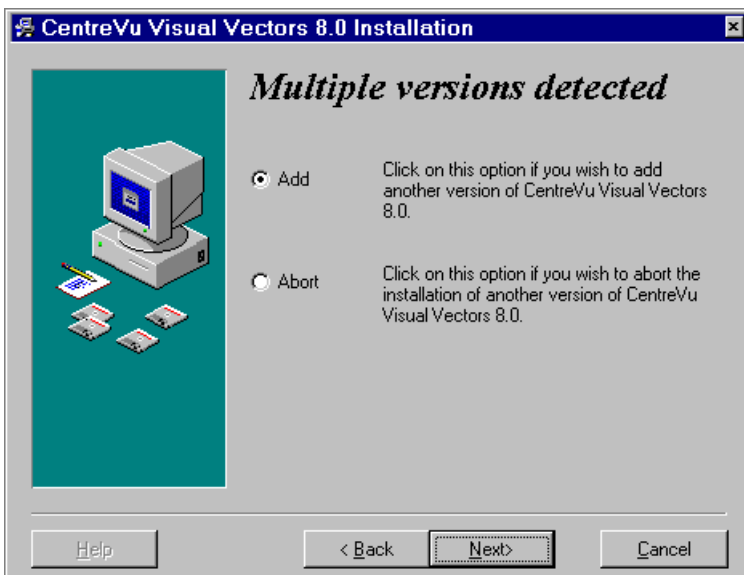 CentreVu Visual Vectors 8.0 Installation
Multiple versions detected
Add
Click on this option if you wish to add
another version of CentreVu Visual Vectors
8.0.
Abort
Click on this option if you wish to abort the
installation of another version of CentreVu
Visual Vectors 8.0.
Help
< Back
Next>
Cancel